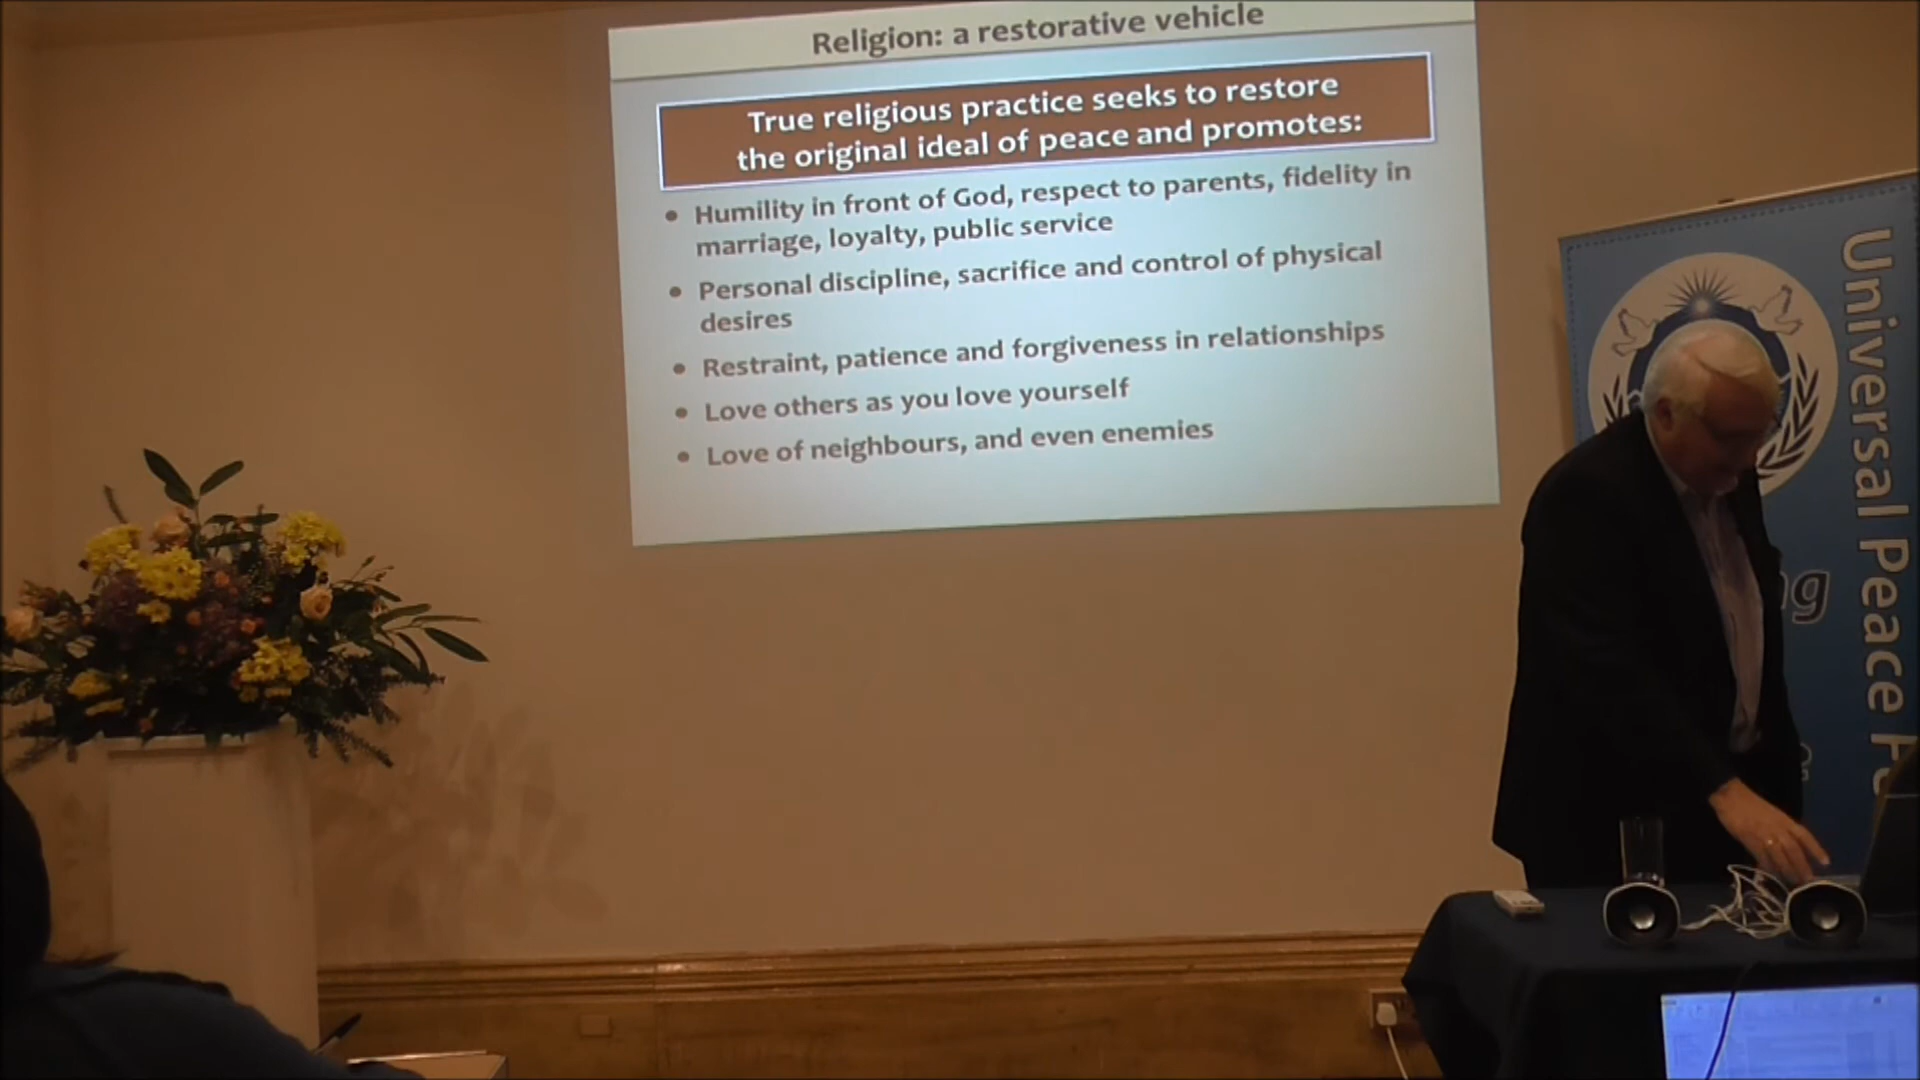 Religion: a restorative vehicle
True religious practice seeks to restore
the original ideal of peace and promotes:
• Humility in front of God, respect to parents, fidelity in
marriage, loyalty, public service
• Personal discipline, sacrifice and control of physical
desires
• Restraint, patience and forgiveness in relationships
• Love others as you love yourself
• Love of neighbours, and even enemies
Universal Peace F
ng